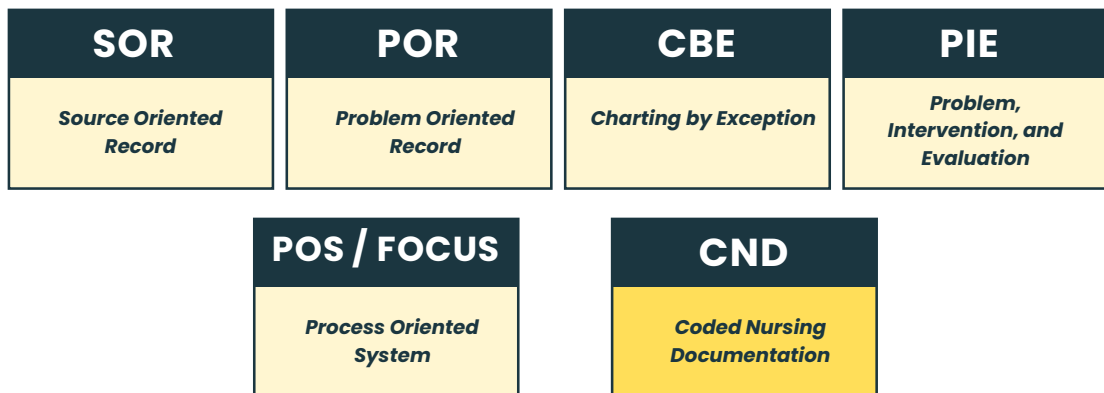 SOR
Source Oriented
Record
POR
Problem Oriented
Record
CBE
Charting by Exception
PIE
Problem,
Intervention, and
Evaluation
POS / FOCUS
Process Oriented
System
CND
Coded Nursing
Documentation